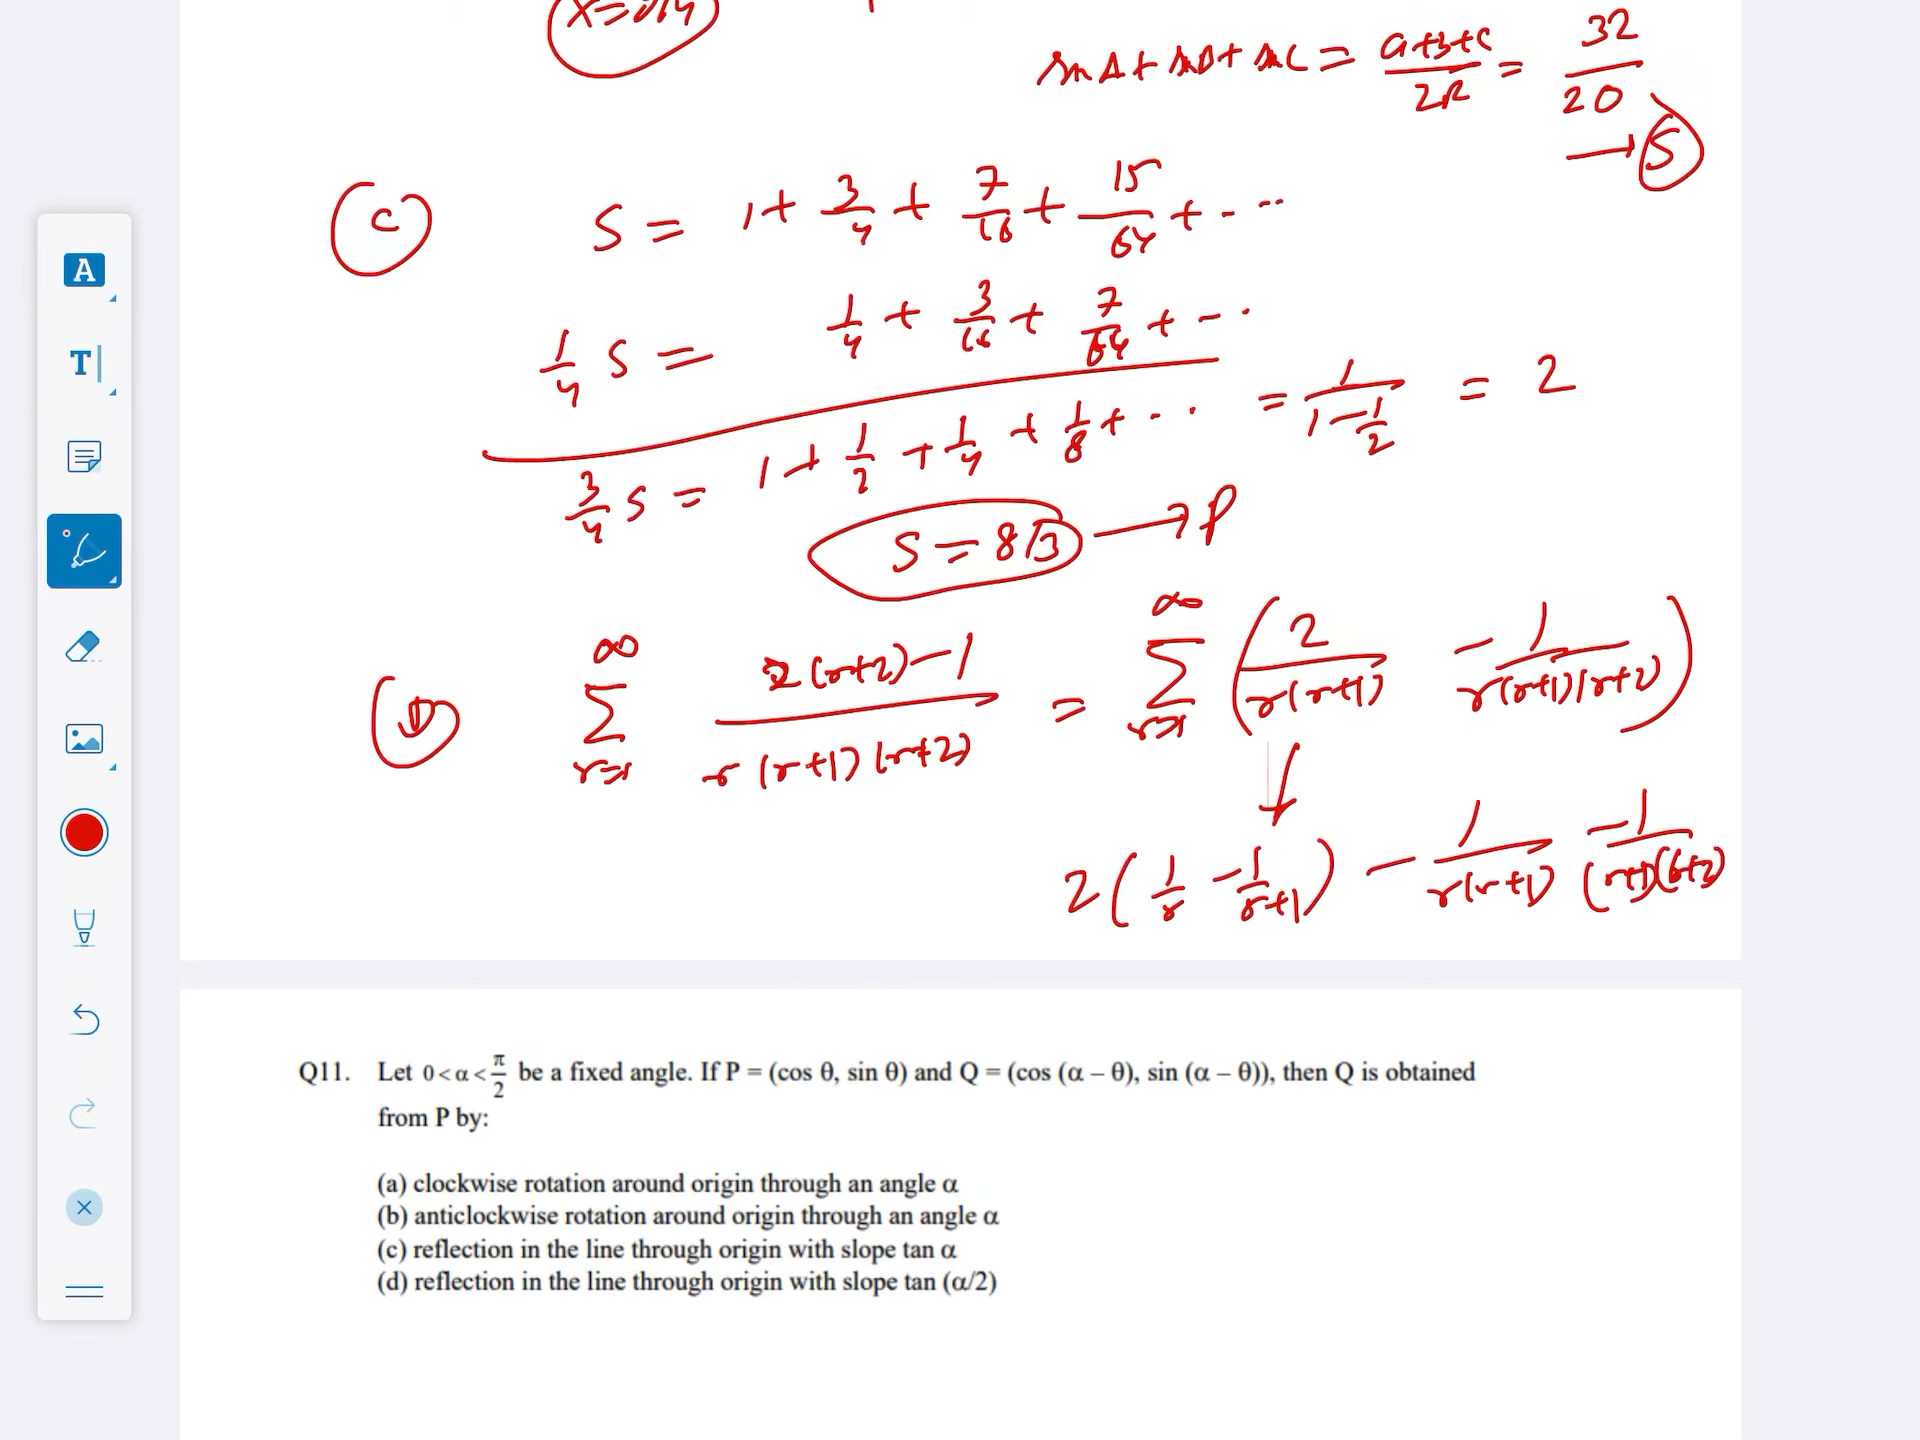 x=π/4
sin A + sin B + sin C = (a+b+c)/2R = 32/20
→ S
(C) S = 1 + 3/4 + 7/16 + 15/64 + ...
1/4 S = 1/4 + 3/16 + 7/64 + ...
3/4 S = 1 + 1/2 + 1/4 + 1/8 + ... = 1/(1 - 1/2) = 2
S = 8/3 → P
(D) ∞ Σ r=1 (2(r+2)-1)/(r(r+1)(r+2)) = ∞ Σ r=1 (2/(r(r+1)) - 1/(r(r+1)(r+2)))
2(1/r - 1/(r+1)) - 1/(r(r+1)) - 1/((r+1)(r+2))
Q11. Let 0<α<π/2 be a fixed angle. If P = (cos θ, sin θ) and Q = (cos (α – θ), sin (α – θ)), then Q is obtained
from P by:
(a) clockwise rotation around origin through an angle α
(b) anticlockwise rotation around origin through an angle α
(c) reflection in the line through origin with slope tan α
(d) reflection in the line through origin with slope tan (α/2)
A
T